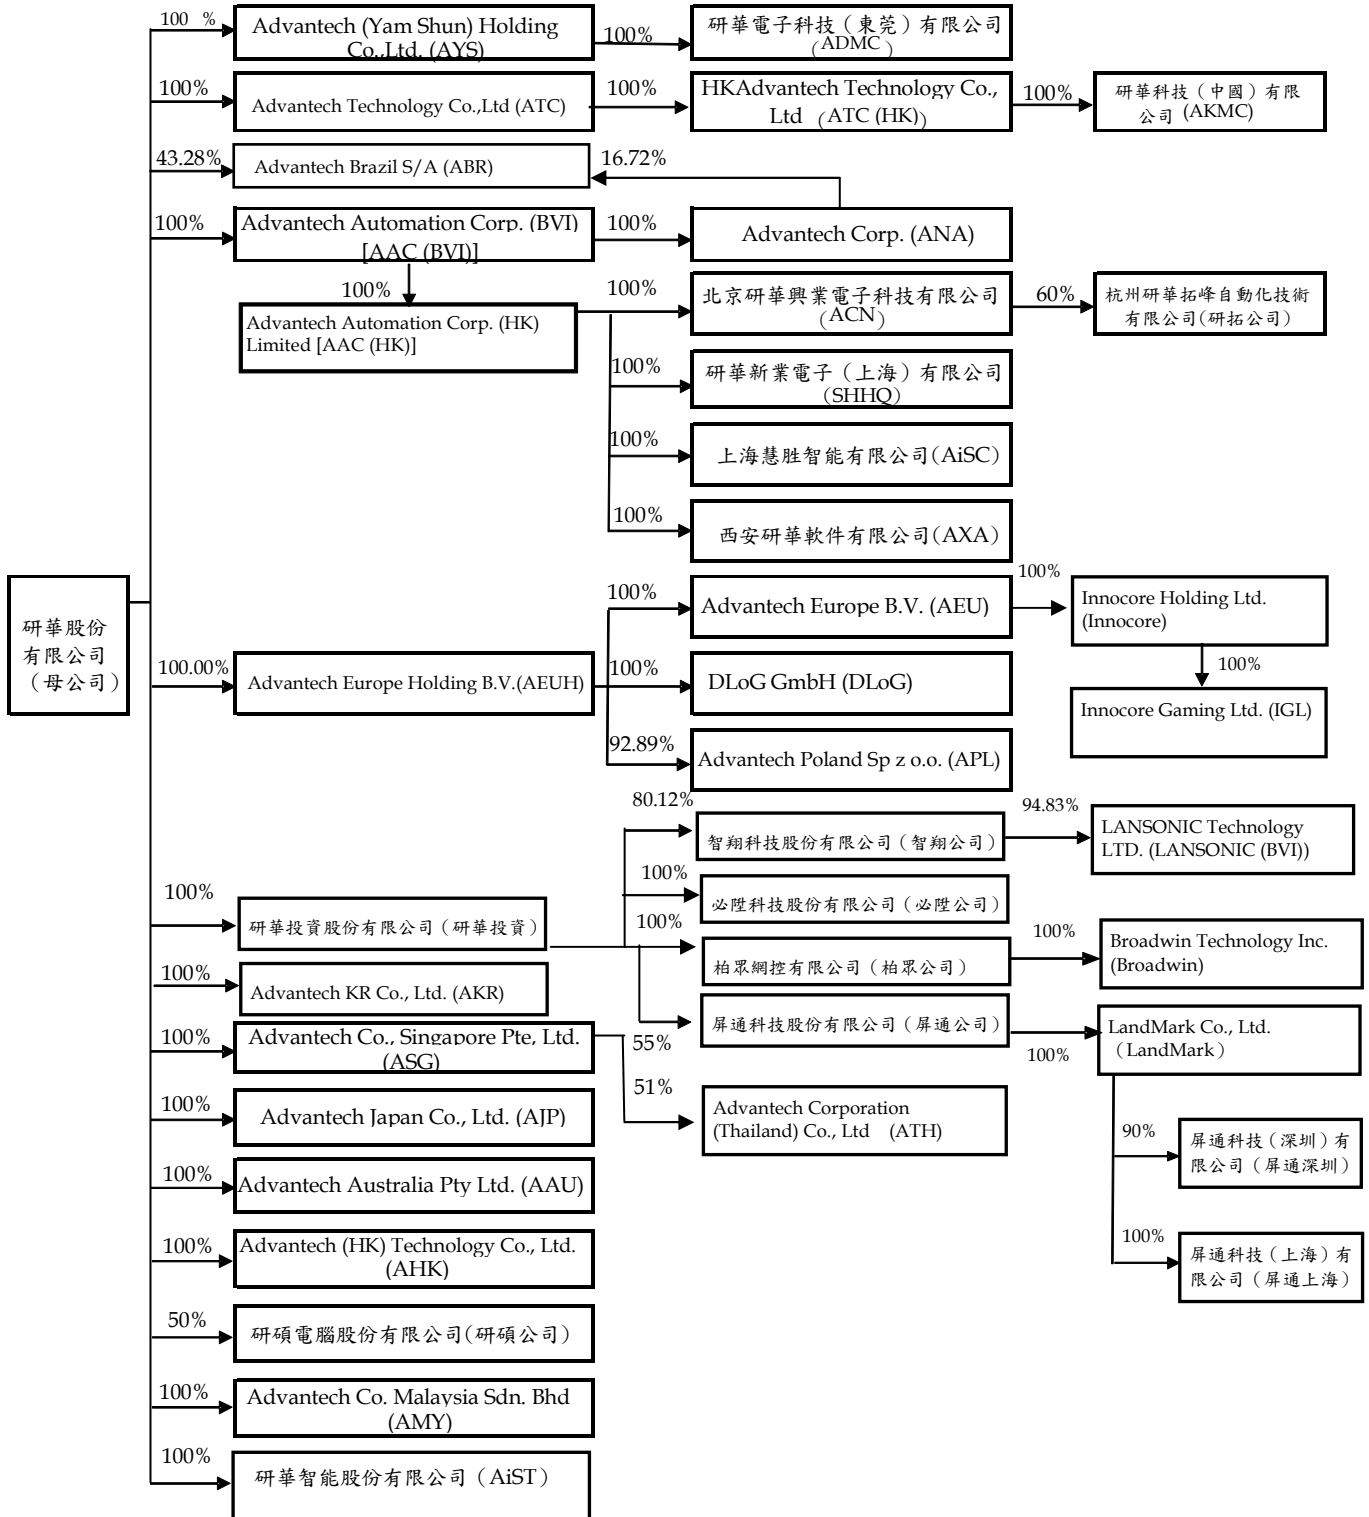 100 %
Advantech (Yam Shun) Holding
Co.,Ltd. (AYS)
100%
研華電子科技（東莞）有限公司
（ADMC）
100%
Advantech Technology Co.,Ltd (ATC)
100%
HKAdvantech Technology Co.,
Ltd （ATC (HK)）
100%
研華科技（中國）有限
公司 (AKMC)
43.28%
Advantech Brazil S/A (ABR)
16.72%
100%
Advantech Automation Corp. (BVI)
[AAC (BVI)]
100%
Advantech Corp. (ANA)
100%
Advantech Automation Corp. (HK)
Limited [AAC (HK)]
100%
北京研華興業電子科技有限公司
（ACN）
60%
杭州研華拓峰自動化技術
有限公司(研拓公司)
100%
研華新業電子（上海）有限公司
（SHHQ）
100%
上海慧胜智能有限公司(AiSC)
100%
西安研華軟件有限公司(AXA)
研華股份
有限公司
（母公司）
100%
Advantech Europe B.V. (AEU)
100%
Innocore Holding Ltd.
(Innocore)
100.00%
Advantech Europe Holding B.V.(AEUH)
100%
DLoG GmbH (DLoG)
100%
Innocore Gaming Ltd. (IGL)
92.89%
Advantech Poland Sp z o.o. (APL)
80.12%
智翔科技股份有限公司（智翔公司）
94.83%
LANSONIC Technology
LTD. (LANSONIC (BVI))
100%
研華投資股份有限公司（研華投資）
100%
必陞科技股份有限公司（必陞公司）
100%
柏眾網控有限公司（柏眾公司）
100%
Broadwin Technology Inc.
(Broadwin)
100%
Advantech KR Co., Ltd. (AKR)
55%
屏通科技股份有限公司（屏通公司）
100%
LandMark Co., Ltd.
（LandMark）
100%
Advantech Co., Singapore Pte, Ltd.
(ASG)
51%
Advantech Corporation
(Thailand) Co., Ltd （ATH）
100%
Advantech Japan Co., Ltd. (AJP)
90%
屏通科技（深圳）有
限公司（屏通深圳）
100%
Advantech Australia Pty Ltd. (AAU)
100%
屏通科技（上海）有
限公司（屏通上海）
100%
Advantech (HK) Technology Co., Ltd.
(AHK)
50%
研碩電腦股份有限公司(研碩公司）
100%
Advantech Co. Malaysia Sdn. Bhd
(AMY)
100%
研華智能股份有限公司（AiST）